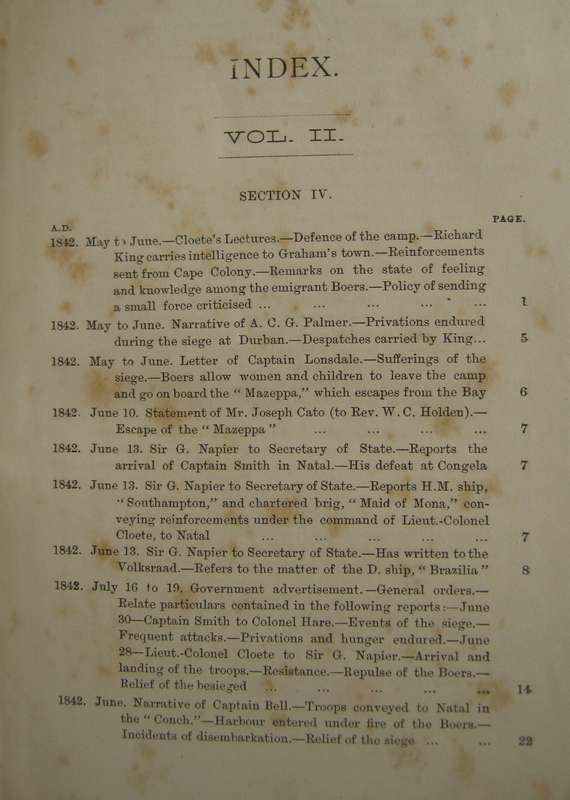 INDEX.
VOL. II.
SECTION IV.
A.D.
PAGE.
1842. May to June.—Cloete's Lectures.—Defence of the camp.—Richard
King carries intelligence to Graham's town.—Reinforcements
sent from Cape Colony.—Remarks on the state of feeling
and knowledge among the emigrant Boers.—Policy of sending
a small force criticised ... ... ... ... ... 1
1842. May to June. Narrative of A. C. G. Palmer.—Privations endured
during the siege at Durban.—Despatches carried by King... 5
1842. May to June. Letter of Captain Lonsdale.—Sufferings of the
siege.—Boers allow women and children to leave the camp
and go on board the "Mazeppa," which escapes from the Bay 6
1842. June 10. Statement of Mr. Joseph Cato (to Rev. W. C. Holden).—
Escape of the "Mazeppa" ... ... ... ... 7
1842. June 13. Sir G. Napier to Secretary of State.—Reports the
arrival of Captain Smith in Natal.—His defeat at Congela 7
1842. June 13. Sir G. Napier to Secretary of State.—Reports H.M. ship,
"Southampton," and chartered brig, "Maid of Mona," con-
veying reinforcements under the command of Lieut.-Colonel
Cloete, to Natal ... ... ... ... ... 7
1842. June 13. Sir G. Napier to Secretary of State.—Has written to the
Volksraad.—Refers to the matter of the D. ship, "Brazilia" 8
1842. July 16 to 19. Government advertisement.—General orders.—
Relate particulars contained in the following reports:—June
30—Captain Smith to Colonel Hare.—Events of the siege.—
Frequent attacks.—Privations and hunger endured.—June
28—Lieut.-Colonel Cloete to Sir G. Napier.—Arrival and
landing of the troops.—Resistance.—Repulse of the Boers.—
Relief of the besieged ... ... ... ... ... 14
1842. June. Narrative of Captain Bell.—Troops conveyed to Natal in
the "Conch."—Harbour entered under fire of the Boers.—
Incidents of disembarkation.—Relief of the siege ... ... 22